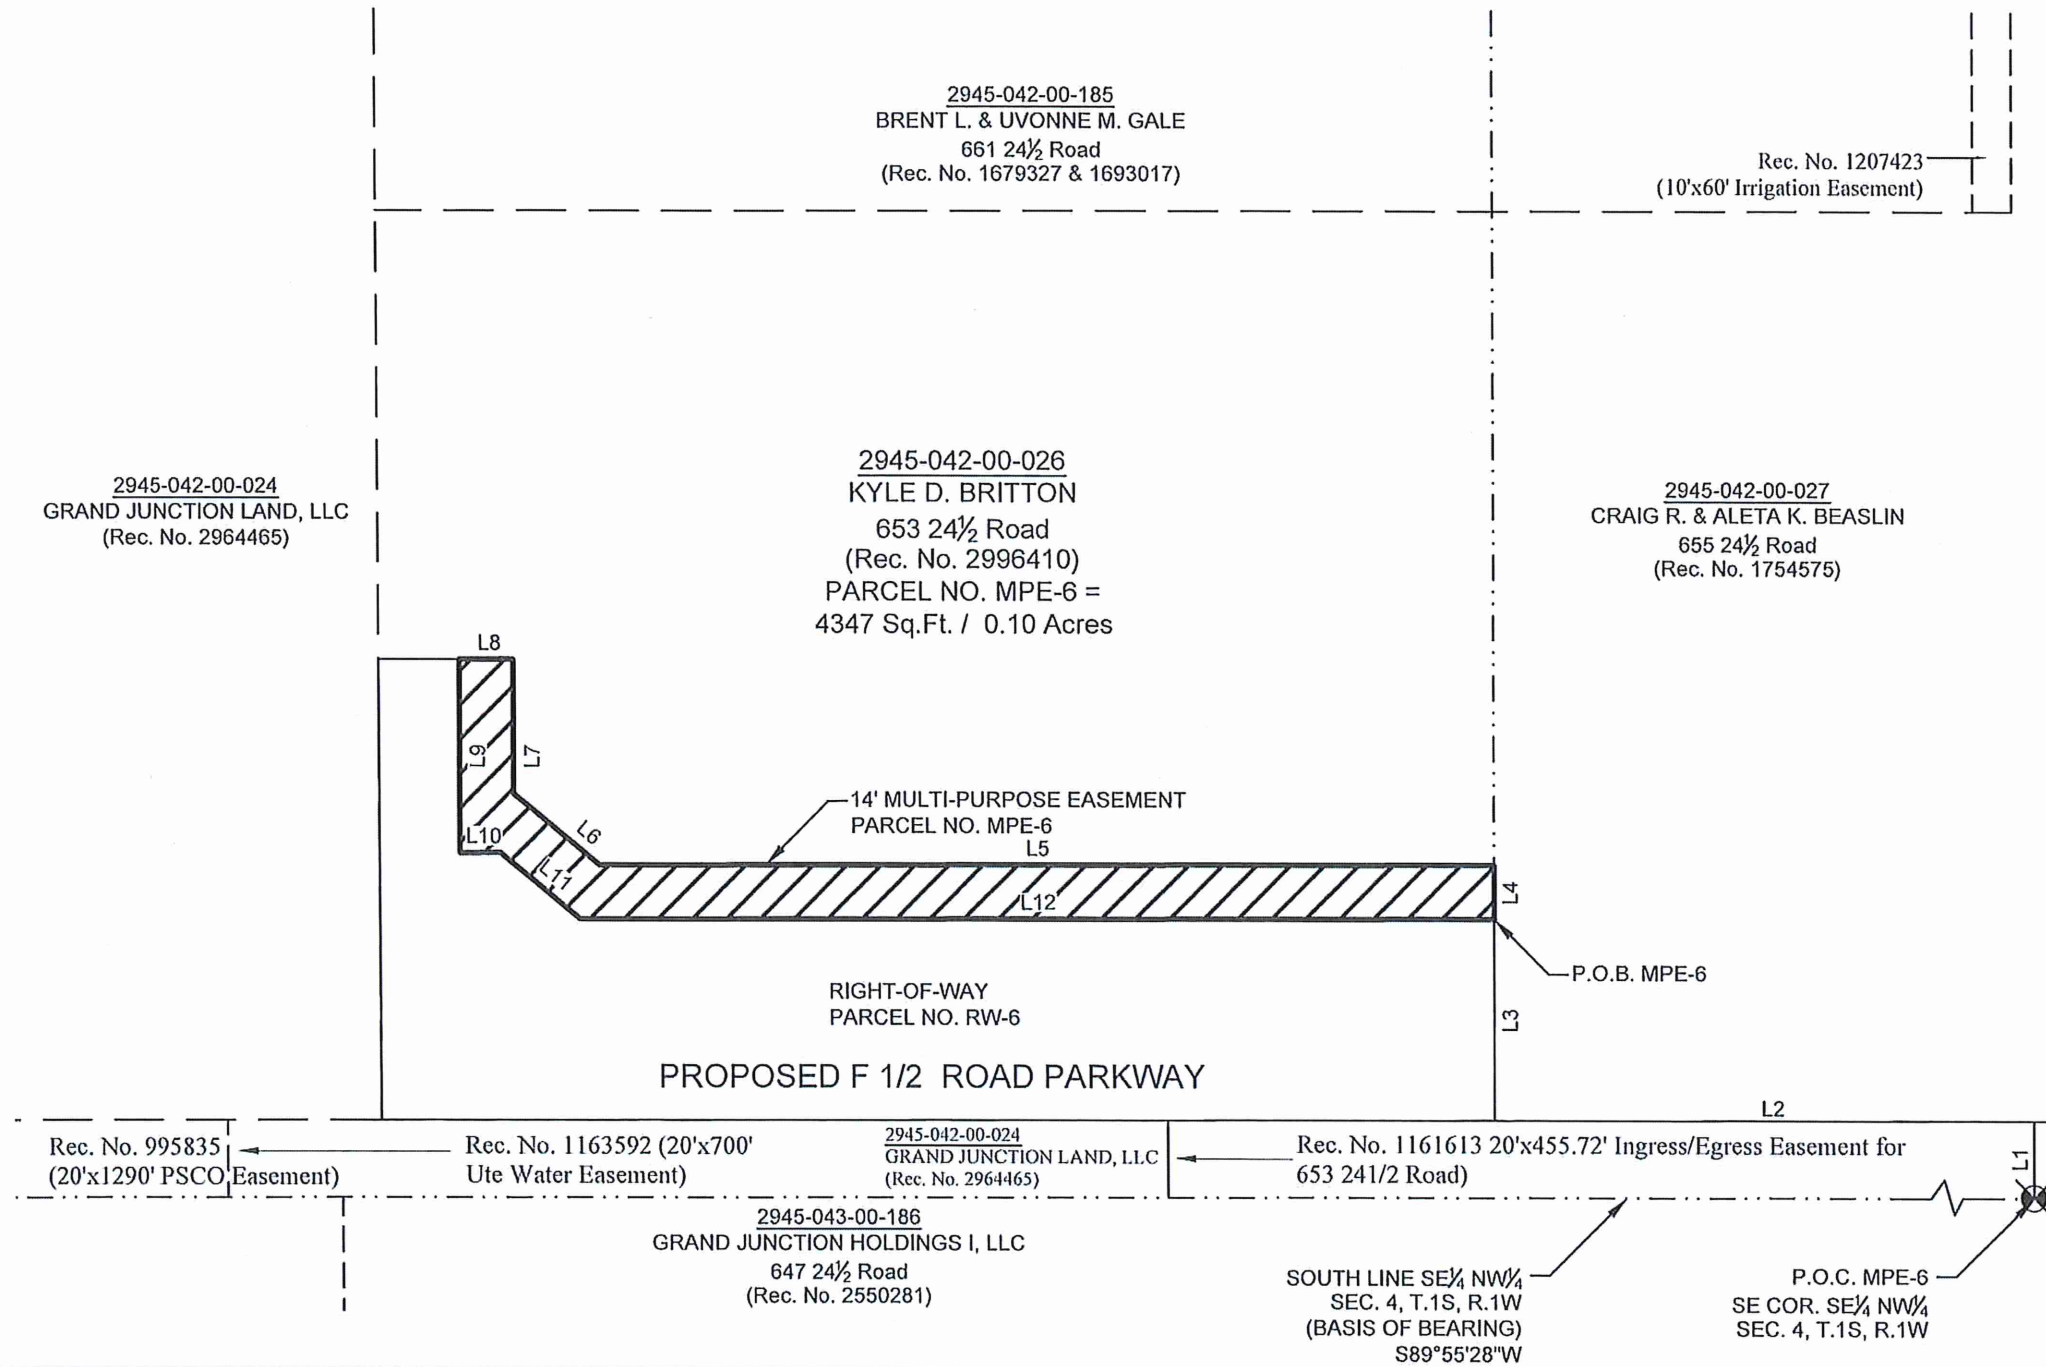 2945-042-00-185
BRENT L. & UVONNE M. GALE
661 24½ Road
(Rec. No. 1679327 & 1693017)
Rec. No. 1207423
(10'x60' Irrigation Easement)
2945-042-00-024
GRAND JUNCTION LAND, LLC
(Rec. No. 2964465)
2945-042-00-026
KYLE D. BRITTON
653 24½ Road
(Rec. No. 2996410)
PARCEL NO. MPE-6 =
4347 Sq.Ft. / 0.10 Acres
2945-042-00-027
CRAIG R. & ALETA K. BEASLIN
655 24½ Road
(Rec. No. 1754575)
L8
L9
L7
L10
L6
L11
14' MULTI-PURPOSE EASEMENT
PARCEL NO. MPE-6
L5
L12
L4
P.O.B. MPE-6
RIGHT-OF-WAY
PARCEL NO. RW-6
L3
PROPOSED F 1/2 ROAD PARKWAY
L2
Rec. No. 995835
(20'x1290' PSCO Easement)
Rec. No. 1163592 (20'x700'
Ute Water Easement)
2945-042-00-024
GRAND JUNCTION LAND, LLC
(Rec. No. 2964465)
Rec. No. 1161613 20'x455.72' Ingress/Egress Easement for
653 241/2 Road)
L1
2945-043-00-186
GRAND JUNCTION HOLDINGS I, LLC
647 24½ Road
(Rec. No. 2550281)
SOUTH LINE SE¼ NW¼
SEC. 4, T.1S, R.1W
(BASIS OF BEARING)
S89°55'28"W
P.O.C. MPE-6
SE COR. SE¼ NW¼
SEC. 4, T.1S, R.1W